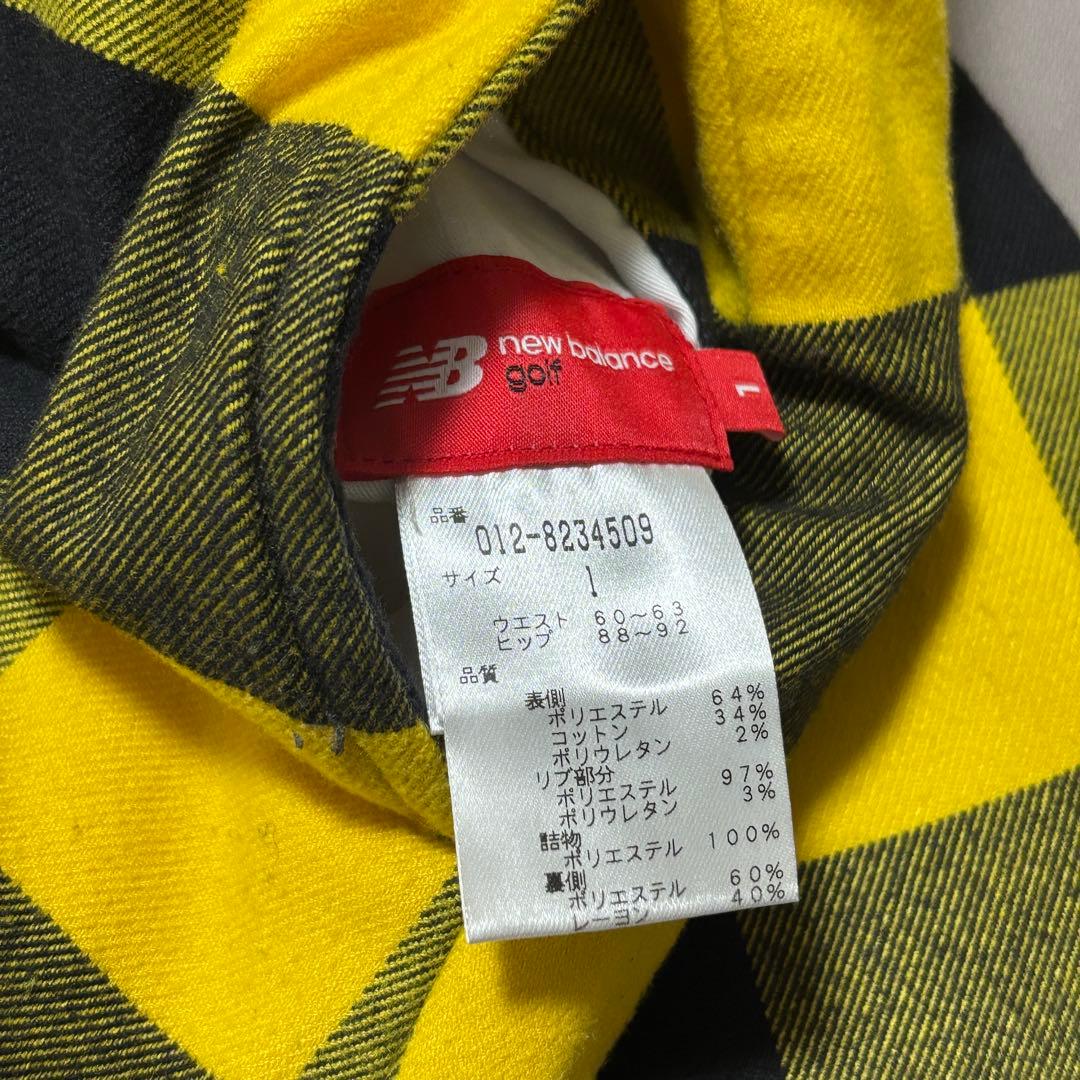 NB new balance
golf
1
品番
012-8234509
サイズ 1
ウエスト 60～63
ヒップ 88～92
品質
表側
ポリエステル 64%
コットン 34%
ポリウレタン 2%
リブ部分
ポリエステル 97%
ポリウレタン 3%
詰物
ポリエステル 100%
裏側
ポリエステル 60%
レーヨン 40%